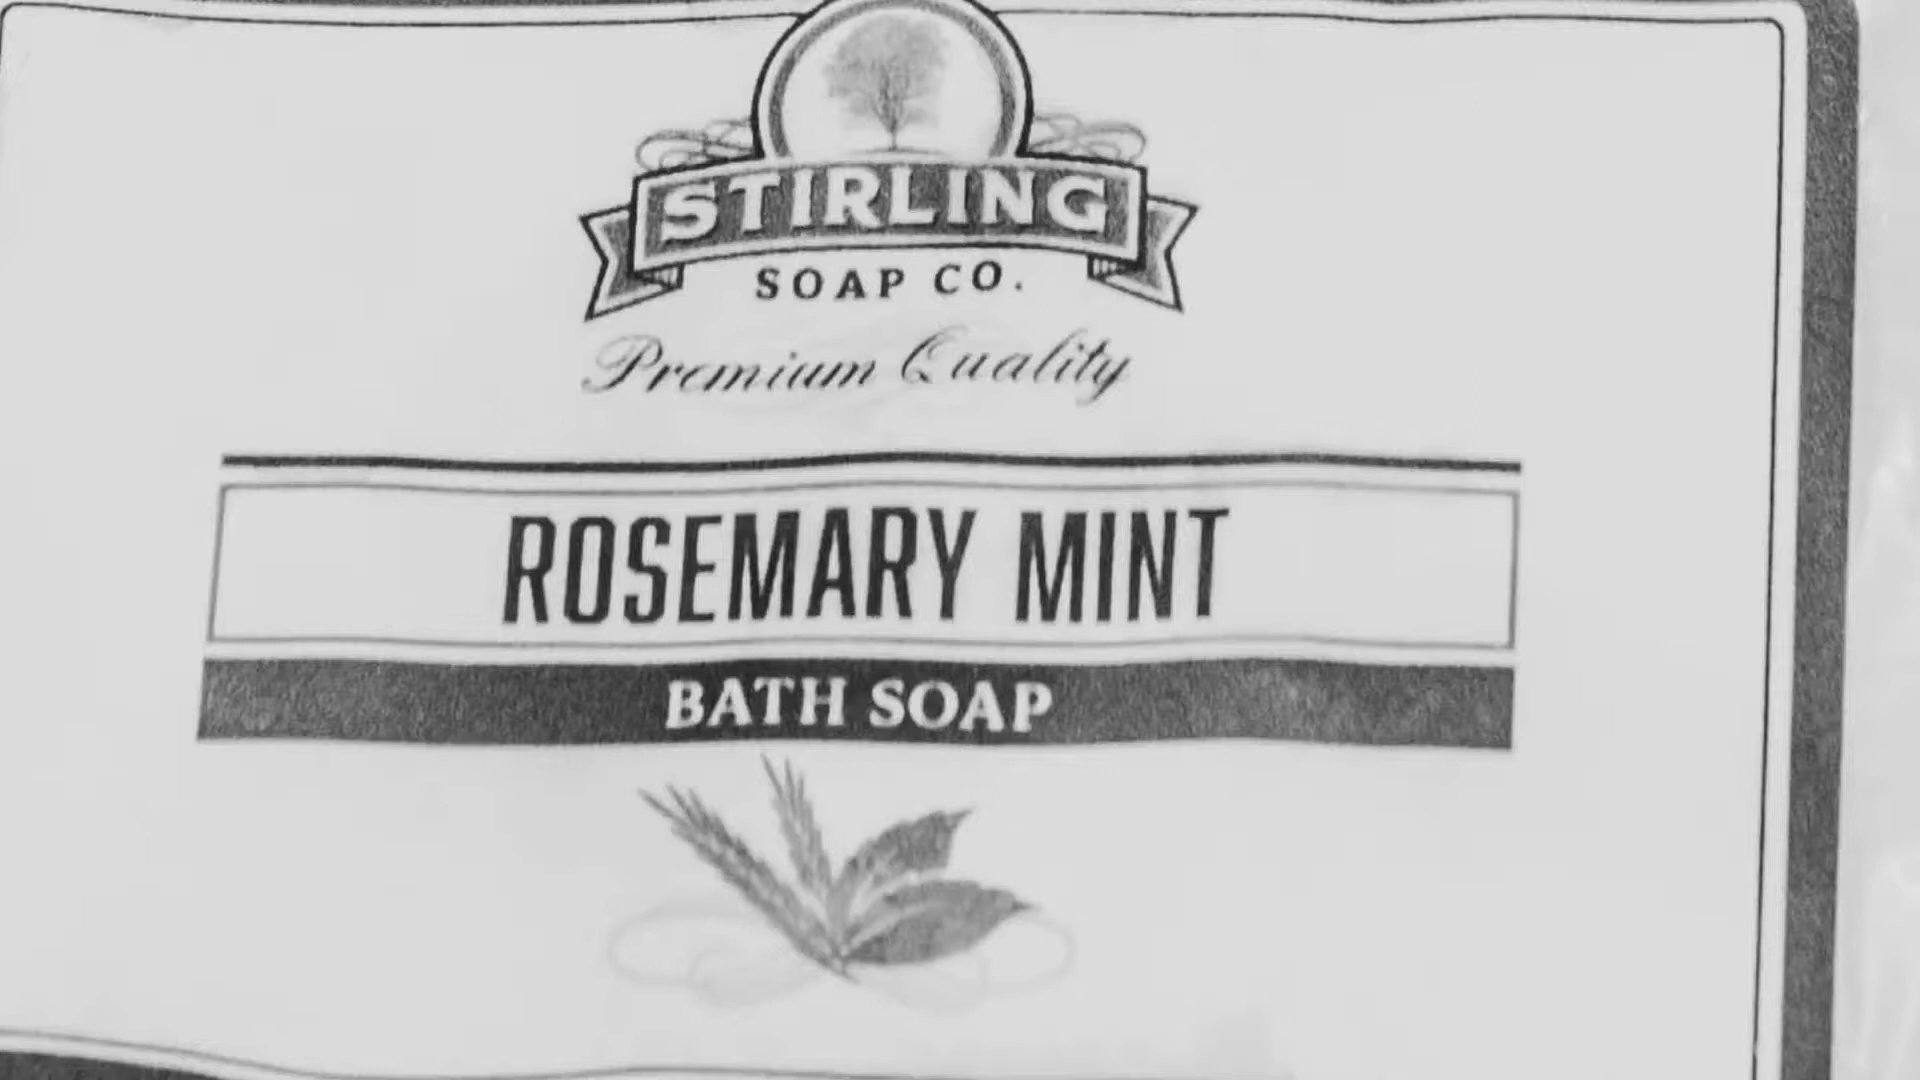 STIRLING
SOAP CO.
Premium Quality
ROSEMARY MINT
BATH SOAP